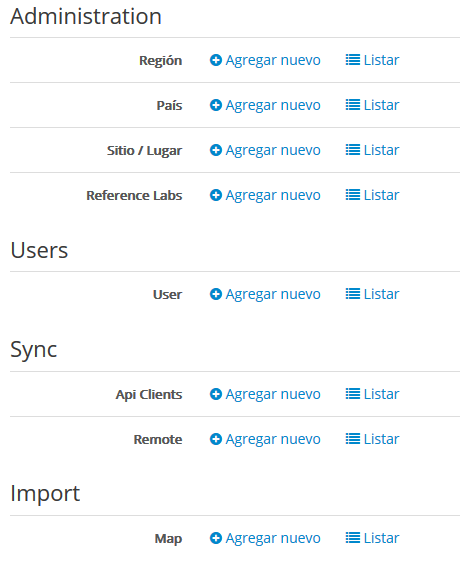 Administration
Región Agregar nuevo Listar
País Agregar nuevo Listar
Sitio / Lugar Agregar nuevo Listar
Reference Labs Agregar nuevo Listar
Users
User Agregar nuevo Listar
Sync
Api Clients Agregar nuevo Listar
Remote Agregar nuevo Listar
Import
Map Agregar nuevo Listar